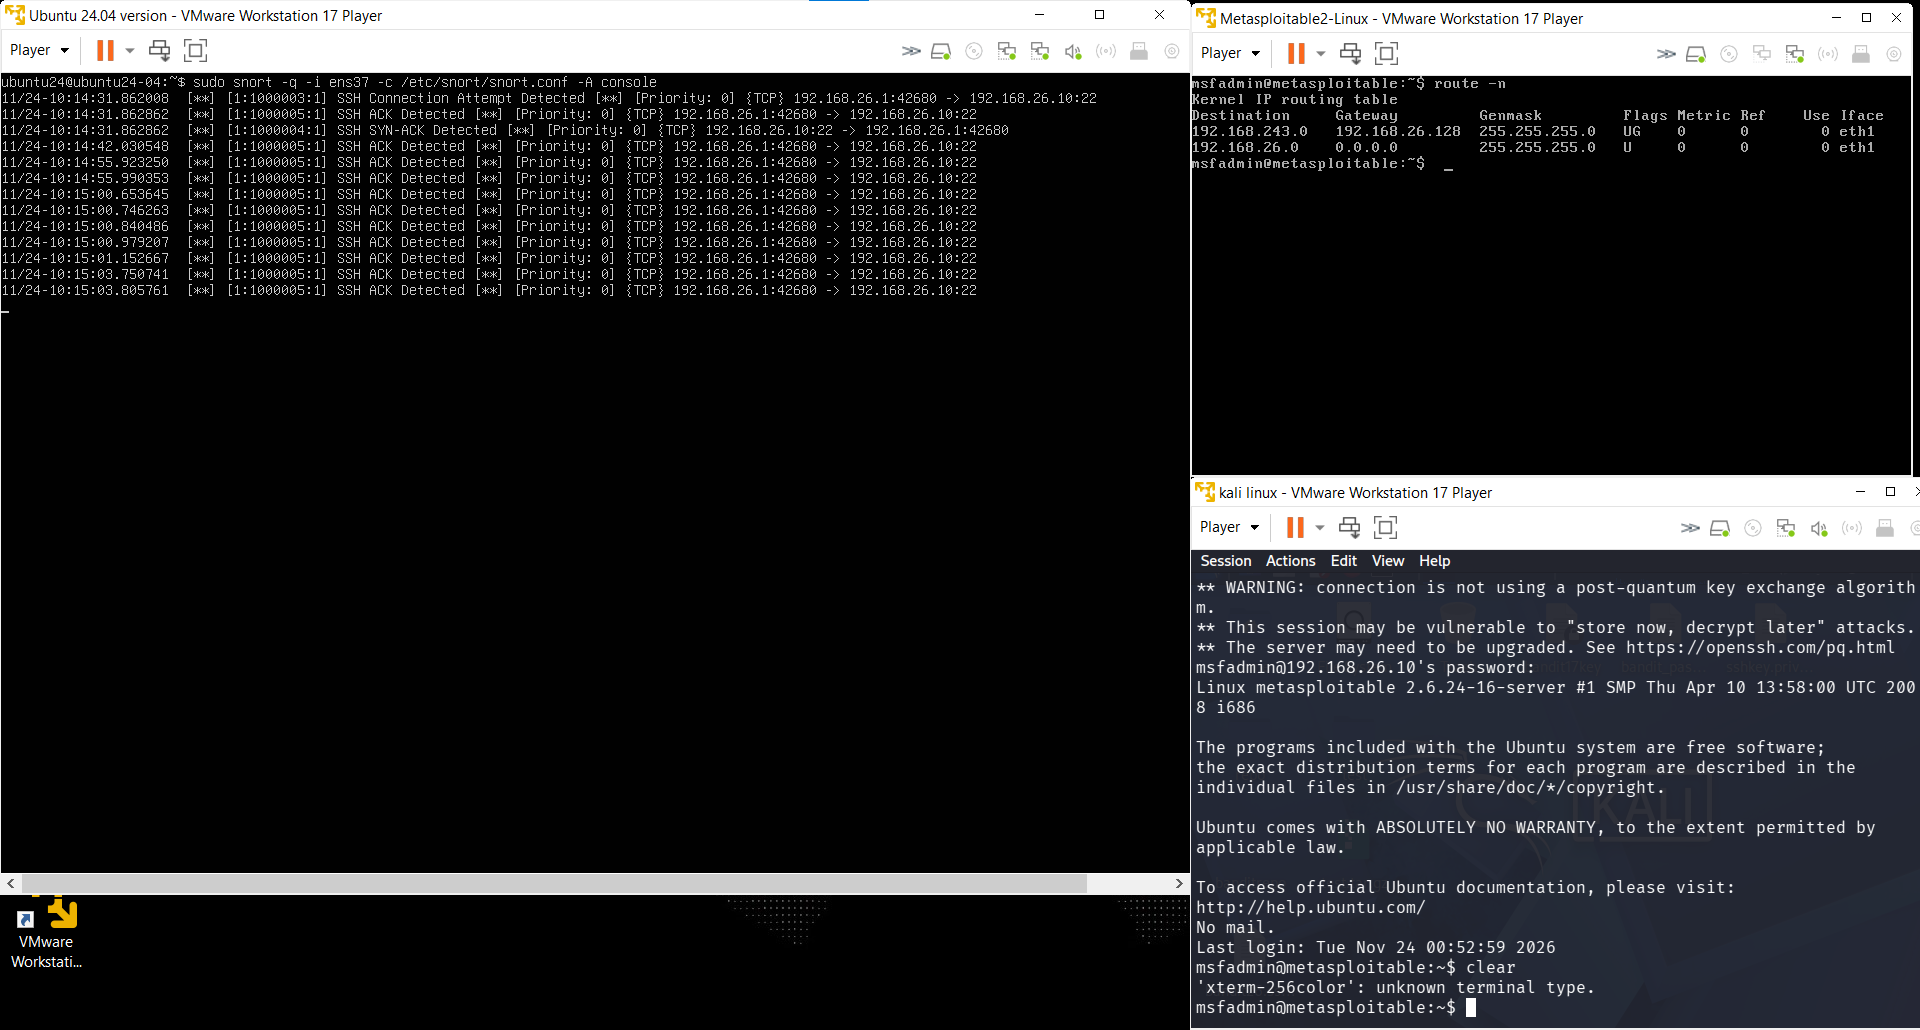 Ubuntu 24.04 version - VMware Workstation 17 Player
Player
ubuntu24@ubuntu24-04:~$ sudo snort -q -i ens37 -c /etc/snort/snort.conf -A console
11/24-10:14:31.862008  [**] [1:1000003:1] SSH Connection Attempt Detected [**] [Priority: 0] {TCP} 192.168.26.1:42680 -> 192.168.26.10:22
11/24-10:14:31.862862  [**] [1:1000005:1] SSH ACK Detected [**] [Priority: 0] {TCP} 192.168.26.1:42680 -> 192.168.26.10:22
11/24-10:14:31.862862  [**] [1:1000004:1] SSH SYN-ACK Detected [**] [Priority: 0] {TCP} 192.168.26.10:22 -> 192.168.26.1:42680
11/24-10:14:42.030548  [**] [1:1000005:1] SSH ACK Detected [**] [Priority: 0] {TCP} 192.168.26.1:42680 -> 192.168.26.10:22
11/24-10:14:55.923250  [**] [1:1000005:1] SSH ACK Detected [**] [Priority: 0] {TCP} 192.168.26.1:42680 -> 192.168.26.10:22
11/24-10:14:55.990353  [**] [1:1000005:1] SSH ACK Detected [**] [Priority: 0] {TCP} 192.168.26.1:42680 -> 192.168.26.10:22
11/24-10:15:00.653645  [**] [1:1000005:1] SSH ACK Detected [**] [Priority: 0] {TCP} 192.168.26.1:42680 -> 192.168.26.10:22
11/24-10:15:00.746263  [**] [1:1000005:1] SSH ACK Detected [**] [Priority: 0] {TCP} 192.168.26.1:42680 -> 192.168.26.10:22
11/24-10:15:00.840486  [**] [1:1000005:1] SSH ACK Detected [**] [Priority: 0] {TCP} 192.168.26.1:42680 -> 192.168.26.10:22
11/24-10:15:00.979207  [**] [1:1000005:1] SSH ACK Detected [**] [Priority: 0] {TCP} 192.168.26.1:42680 -> 192.168.26.10:22
11/24-10:15:01.152667  [**] [1:1000005:1] SSH ACK Detected [**] [Priority: 0] {TCP} 192.168.26.1:42680 -> 192.168.26.10:22
11/24-10:15:03.750741  [**] [1:1000005:1] SSH ACK Detected [**] [Priority: 0] {TCP} 192.168.26.1:42680 -> 192.168.26.10:22
11/24-10:15:03.805761  [**] [1:1000005:1] SSH ACK Detected [**] [Priority: 0] {TCP} 192.168.26.1:42680 -> 192.168.26.10:22
VMware
Workstati...
Metasploitable2-Linux - VMware Workstation 17 Player
Player
msfadmin@metasploitable:~$ route -n
Kernel IP routing table
Destination     Gateway         Genmask         Flags Metric Ref    Use Iface
192.168.243.0   192.168.26.128  255.255.255.0   UG    0      0        0 eth1
192.168.26.0    0.0.0.0         255.255.255.0   U     0      0        0 eth1
msfadmin@metasploitable:~$
kali linux - VMware Workstation 17 Player
Player
Session Actions Edit View Help
** WARNING: connection is not using a post-quantum key exchange algorith
m.
** This session may be vulnerable to "store now, decrypt later" attacks.
** The server may need to be upgraded. See https://openssh.com/pq.html
msfadmin@192.168.26.10's password:
Linux metasploitable 2.6.24-16-server #1 SMP Thu Apr 10 13:58:00 UTC 200
8 i686
The programs included with the Ubuntu system are free software;
the exact distribution terms for each program are described in the
individual files in /usr/share/doc/*/copyright.
Ubuntu comes with ABSOLUTELY NO WARRANTY, to the extent permitted by
applicable law.
To access official Ubuntu documentation, please visit:
http://help.ubuntu.com/
No mail.
Last login: Tue Nov 24 00:52:59 2026
msfadmin@metasploitable:~$ clear
'xterm-256color': unknown terminal type.
msfadmin@metasploitable:~$